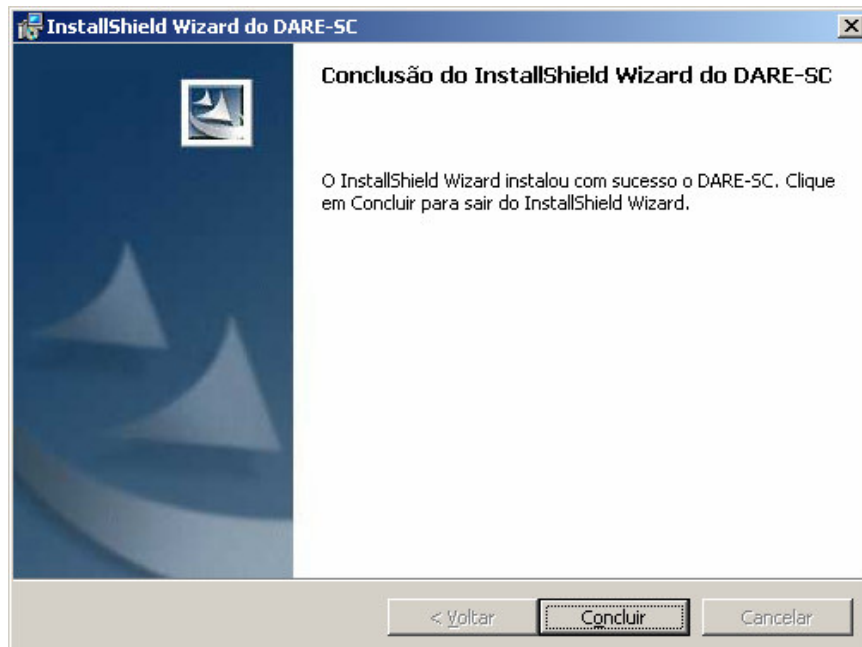 InstallShield Wizard do DARE-SC
Conclusão do InstallShield Wizard do DARE-SC
O InstallShield Wizard instalou com sucesso o DARE-SC. Clique
em Concluir para sair do InstallShield Wizard.
< Voltar
Concluir
Cancelar